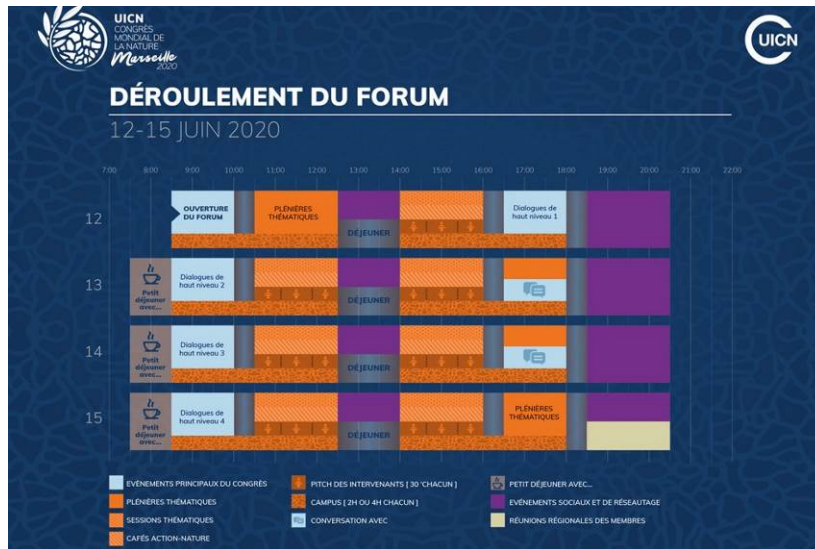 UICN
CONGRÈS
MONDIAL DE
LA NATURE
Marseille
2020
UICN
DÉROULEMENT DU FORUM
12-15 JUIN 2020
7:00 8:00 9:00 10:00 11:00 12:00 13:00 14:00 15:00 16:00 17:00 18:00 19:00 20:00 21:00 22:00
12
OUVERTURE
DU FORUM
PLÉNIÈRES
THÉMATIQUES
DÉJEUNER
Dialogues de
haut niveau 1
13
Petit
déjeuner
avec...
Dialogues de
haut niveau 2
DÉJEUNER
14
Petit
déjeuner
avec...
Dialogues de
haut niveau 3
DÉJEUNER
15
Petit
déjeuner
avec...
Dialogues de
haut niveau 4
DÉJEUNER
PLÉNIÈRES
THÉMATIQUES
EVÈNEMENTS PRINCIPAUX DU CONGRÈS
PLÉNIÈRES THÉMATIQUES
SESSIONS THÉMATIQUES
CAFÉS ACTION-NATURE
PITCH DES INTERVENANTS [ 30 'CHACUN ]
CAMPUS [ 2H OU 4H CHACUN ]
CONVERSATION AVEC
PETIT DÉJEUNER AVEC...
EVÉNEMENTS SOCIAUX ET DE RÉSEAUTAGE
RÉUNIONS RÉGIONALES DES MEMBRES